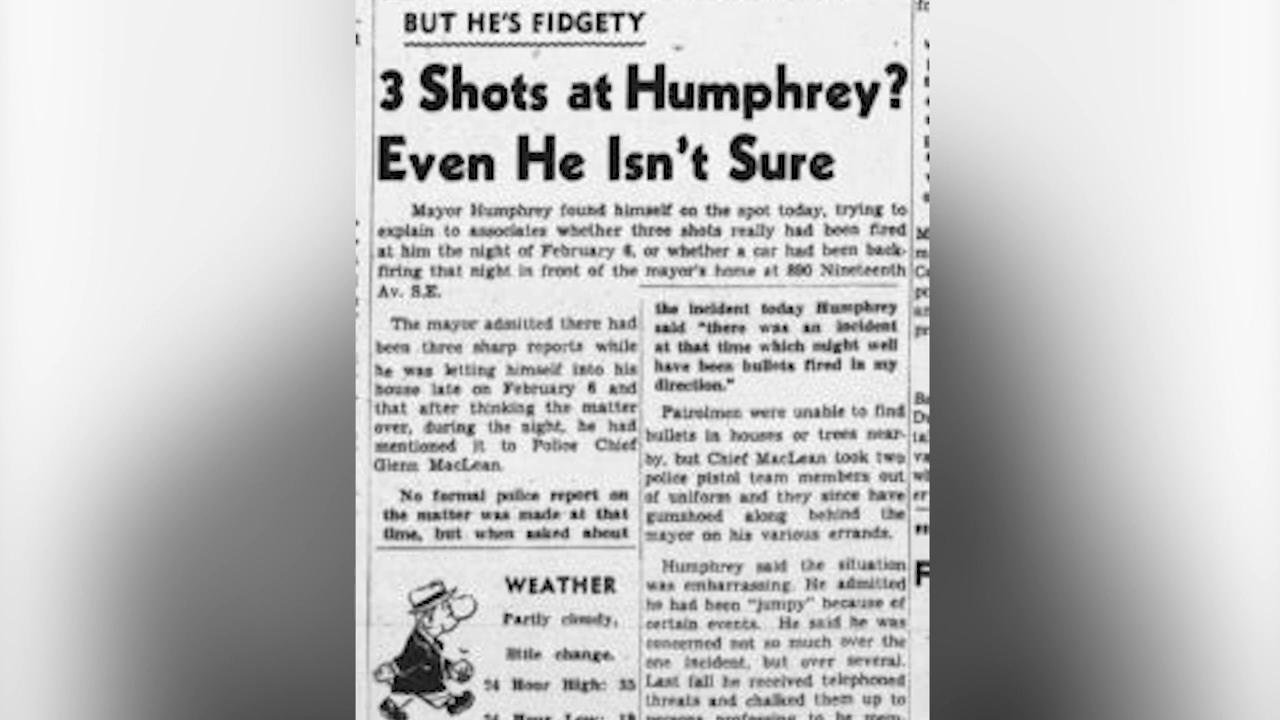 BUT HE'S FIDGETY
3 Shots at Humphrey?
Even He Isn't Sure
Mayor Humphrey found himself on the spot today, trying to
explain to associates whether three shots really had been fired
at him the night of February 6, or whether a car had been back-
firing that night in front of the mayor's home at 890 Nineteenth
Av. S.E.
The mayor admitted there had
been three sharp reports while
he was letting himself into his
house late on February 6 and
that after thinking the matter
over, during the night, he had
mentioned it to Police Chief
Glenn MacLean.
No formal police report on
the matter was made at that
time, but when asked about
the incident today Humphrey
said "there was an incident
at that time which might well
have been bullets fired in my
direction."
Patrolmen were unable to find
bullets in houses or trees near-
by, but Chief MacLean took two
police pistol team members out
of uniform and they since have
gumshoed along behind the
mayor on his various errands.
Humphrey said the situation
was embarrassing. He admitted
he had been "jumpy" because of
certain events. He said he was
concerned not so much over the
one incident, but over several.
Last fall he received telephoned
threats and chalked them up to
persons professing to be mem-
WEATHER
Partly cloudy,
little change.
24 Hour High: 35
24 Hour Low: 18